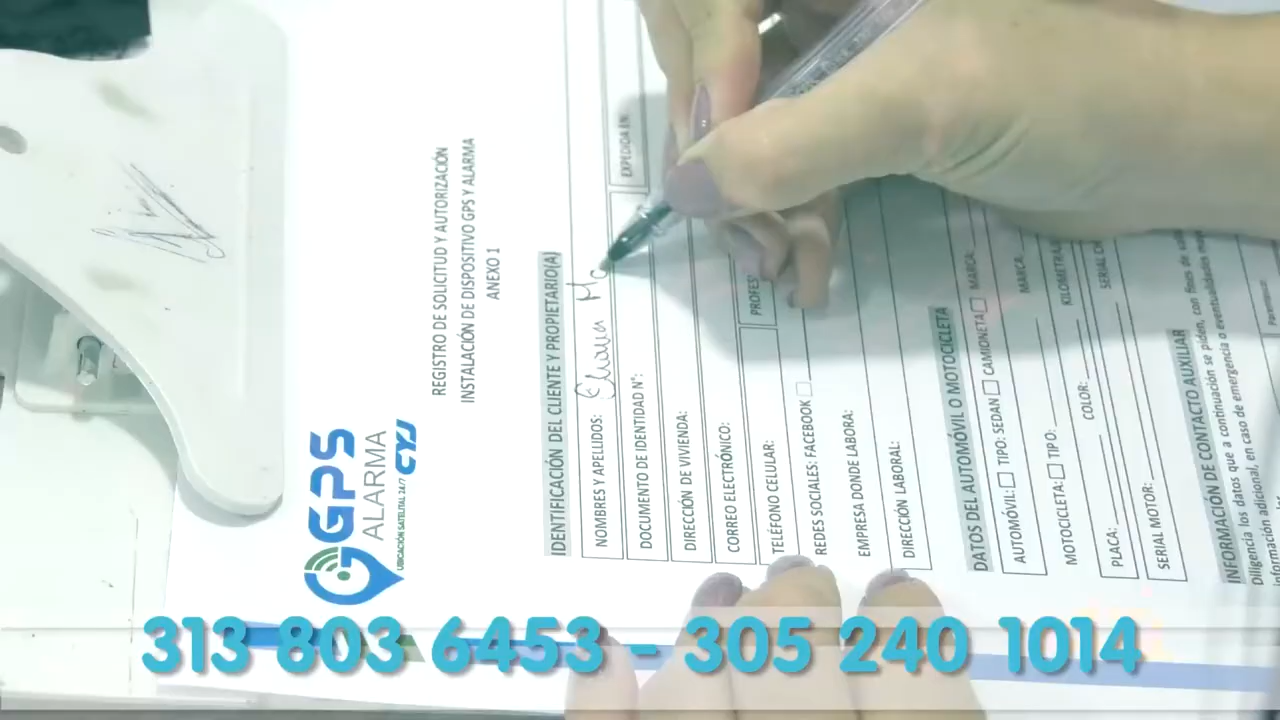 GPS
ALARMA
UBICACIÓN SATELITAL 24/7
REGISTRO DE SOLICITUD Y AUTORIZACIÓN
INSTALACIÓN DE DISPOSITIVO GPS Y ALARMA
ANEXO 1
IDENTIFICACIÓN DEL CLIENTE Y PROPIETARIO(A)
NOMBRES Y APELLIDOS:
DOCUMENTO DE IDENTIDAD N°: EXPEDIDA EN:
DIRECCIÓN DE VIVIENDA:
CORREO ELECTRÓNICO:
TELÉFONO CELULAR: PROFES
REDES SOCIALES: FACEBOOK
EMPRESA DONDE LABORA:
DIRECCIÓN LABORAL:
DATOS DEL AUTOMÓVIL O MOTOCICLETA
AUTOMÓVIL: TIPO: SEDAN CAMIONETA MARCA:
MOTOCICLETA: TIPO: MARCA:
PLACA: COLOR: KILOMETRA
SERIAL MOTOR: SERIAL CH
INFORMACIÓN DE CONTACTO AUXILIAR
Diligencia los datos que a continuación se piden, con fines de
información adicional, en caso de emergencia o eventualidades
313 803 6453 - 305 240 1014